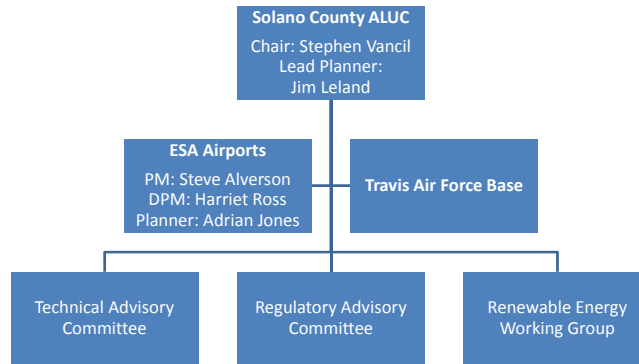 Solano County ALUC
Chair: Stephen Vancil
Lead Planner:
Jim Leland
ESA Airports
PM: Steve Alverson
DPM: Harriet Ross
Planner: Adrian Jones
Travis Air Force Base
Technical Advisory
Committee
Regulatory Advisory
Committee
Renewable Energy
Working Group